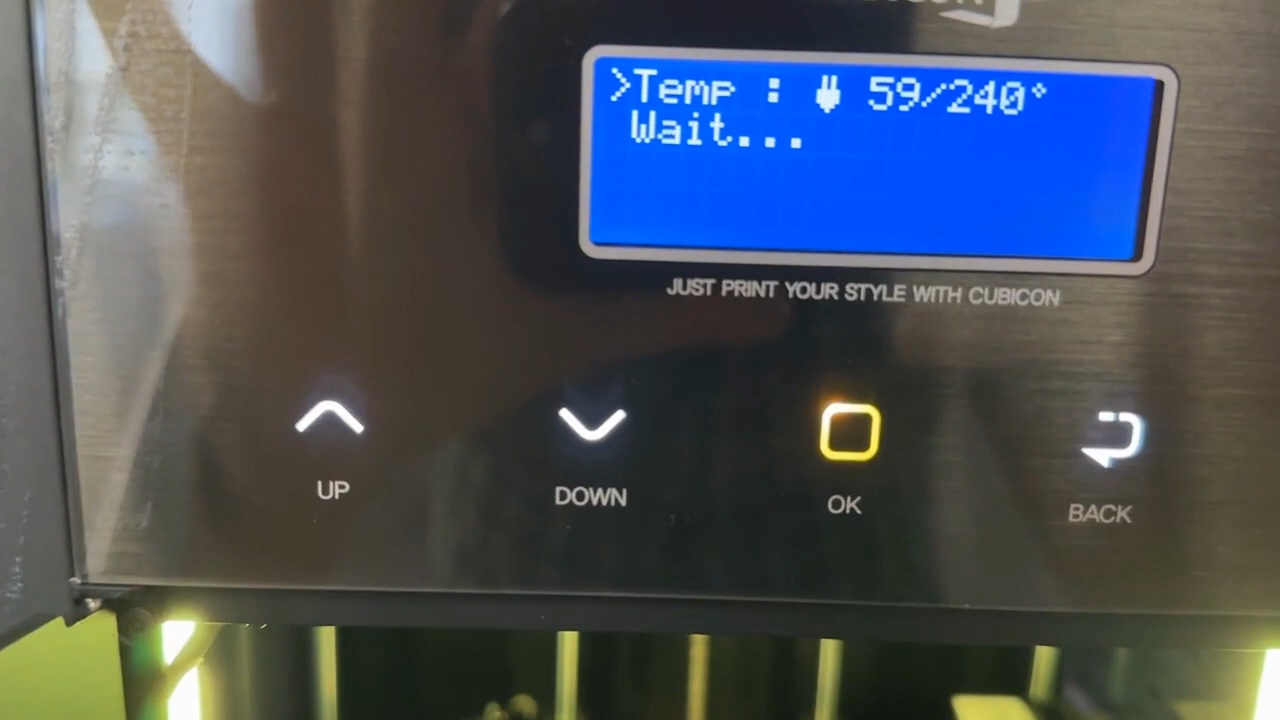 >Temp : 59/240°
Wait...
JUST PRINT YOUR STYLE WITH CUBICON
UP
DOWN
OK
BACK